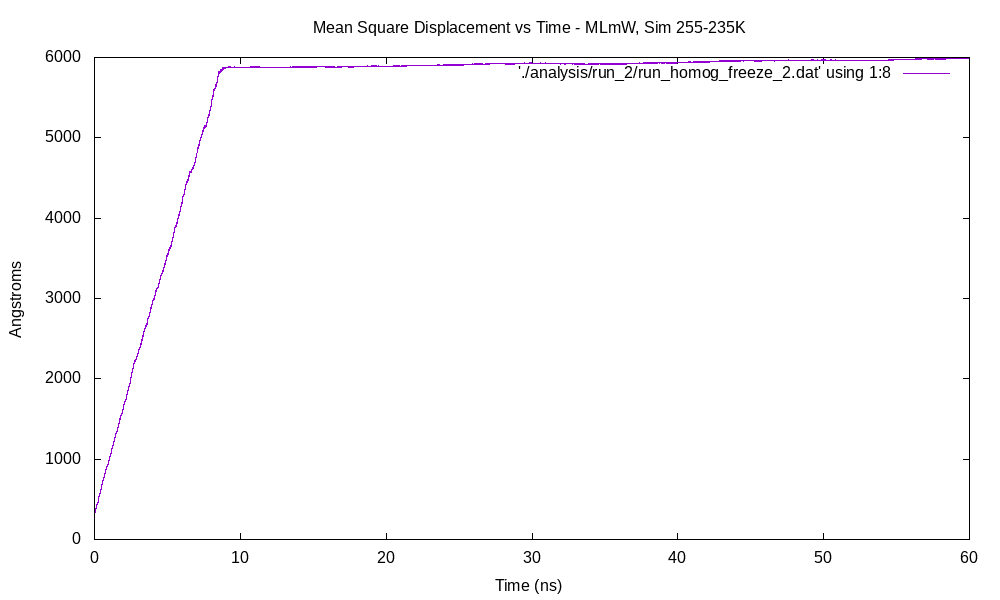 Mean Square Displacement vs Time - MLmW, Sim 255-235K
6000
'./analysis/run_2/run_homog_freeze_2.dat' using 1:8
5000
4000
3000
2000
1000
0
Angstroms
0 10 20 30 40 50 60
Time (ns)